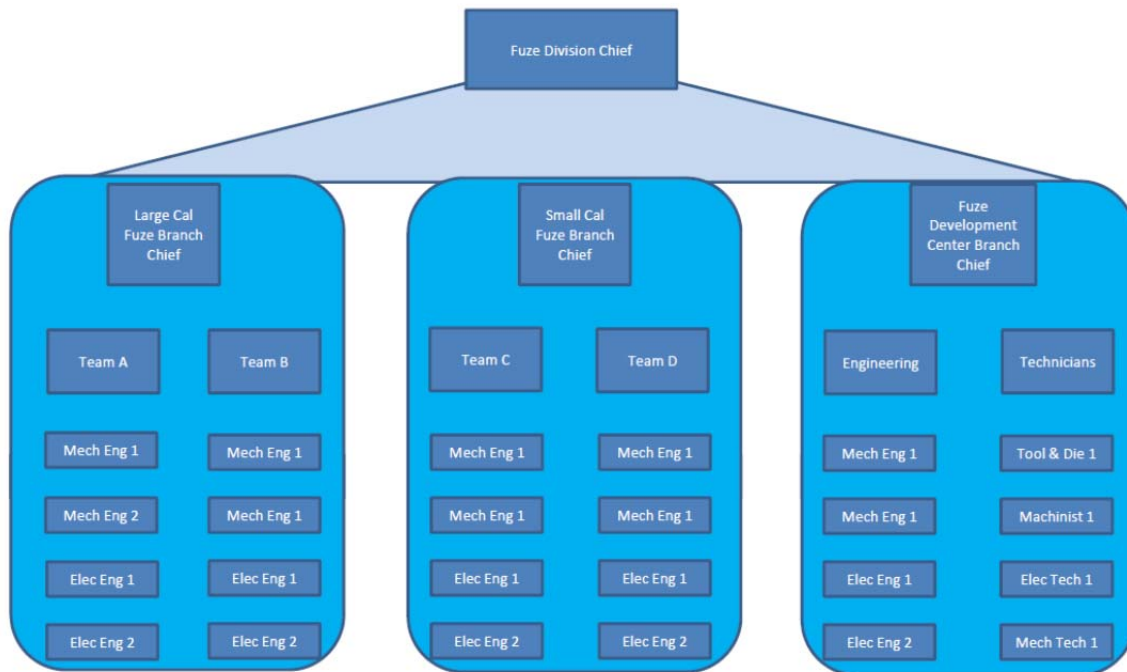 Fuze Division Chief
Large Cal
Fuze Branch
Chief
Small Cal
Fuze Branch
Chief
Fuze
Development
Center Branch
Chief
Team A
Team B
Team C
Team D
Engineering
Technicians
Mech Eng 1
Mech Eng 1
Mech Eng 1
Mech Eng 1
Mech Eng 1
Tool & Die 1
Mech Eng 2
Mech Eng 1
Mech Eng 1
Mech Eng 1
Mech Eng 1
Machinist 1
Elec Eng 1
Elec Eng 1
Elec Eng 1
Elec Eng 1
Elec Eng 1
Elec Tech 1
Elec Eng 2
Elec Eng 2
Elec Eng 2
Elec Eng 2
Elec Eng 2
Mech Tech 1